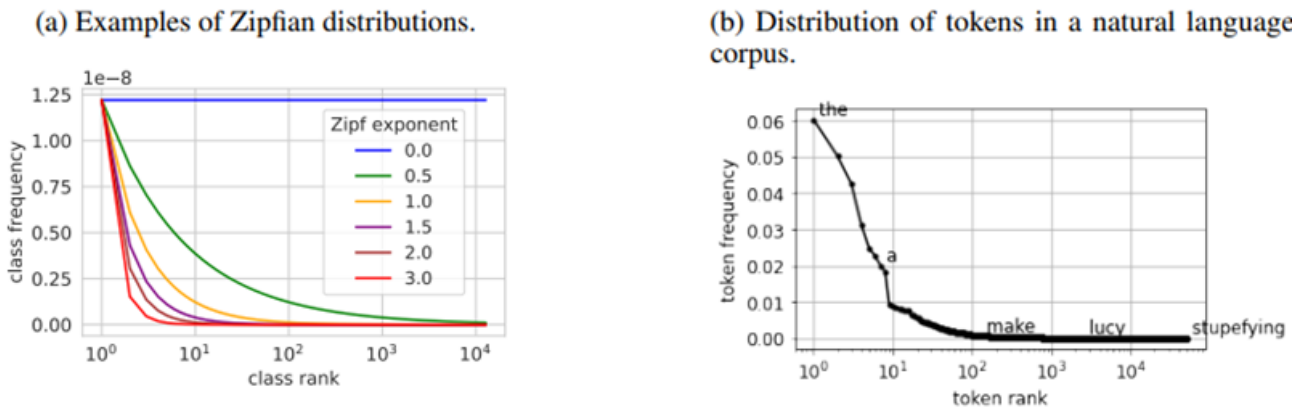 (a) Examples of Zipfian distributions.
1e−8
1.25
1.00
0.75
0.50
0.25
0.00
class frequency
Zipf exponent
0.0
0.5
1.0
1.5
2.0
3.0
10⁰ 10¹ 10² 10³ 10⁴
class rank
(b) Distribution of tokens in a natural language
corpus.
0.06
0.05
0.04
0.03
0.02
0.01
0.00
token frequency
the
a
make lucy stupefying
10⁰ 10¹ 10² 10³ 10⁴
token rank